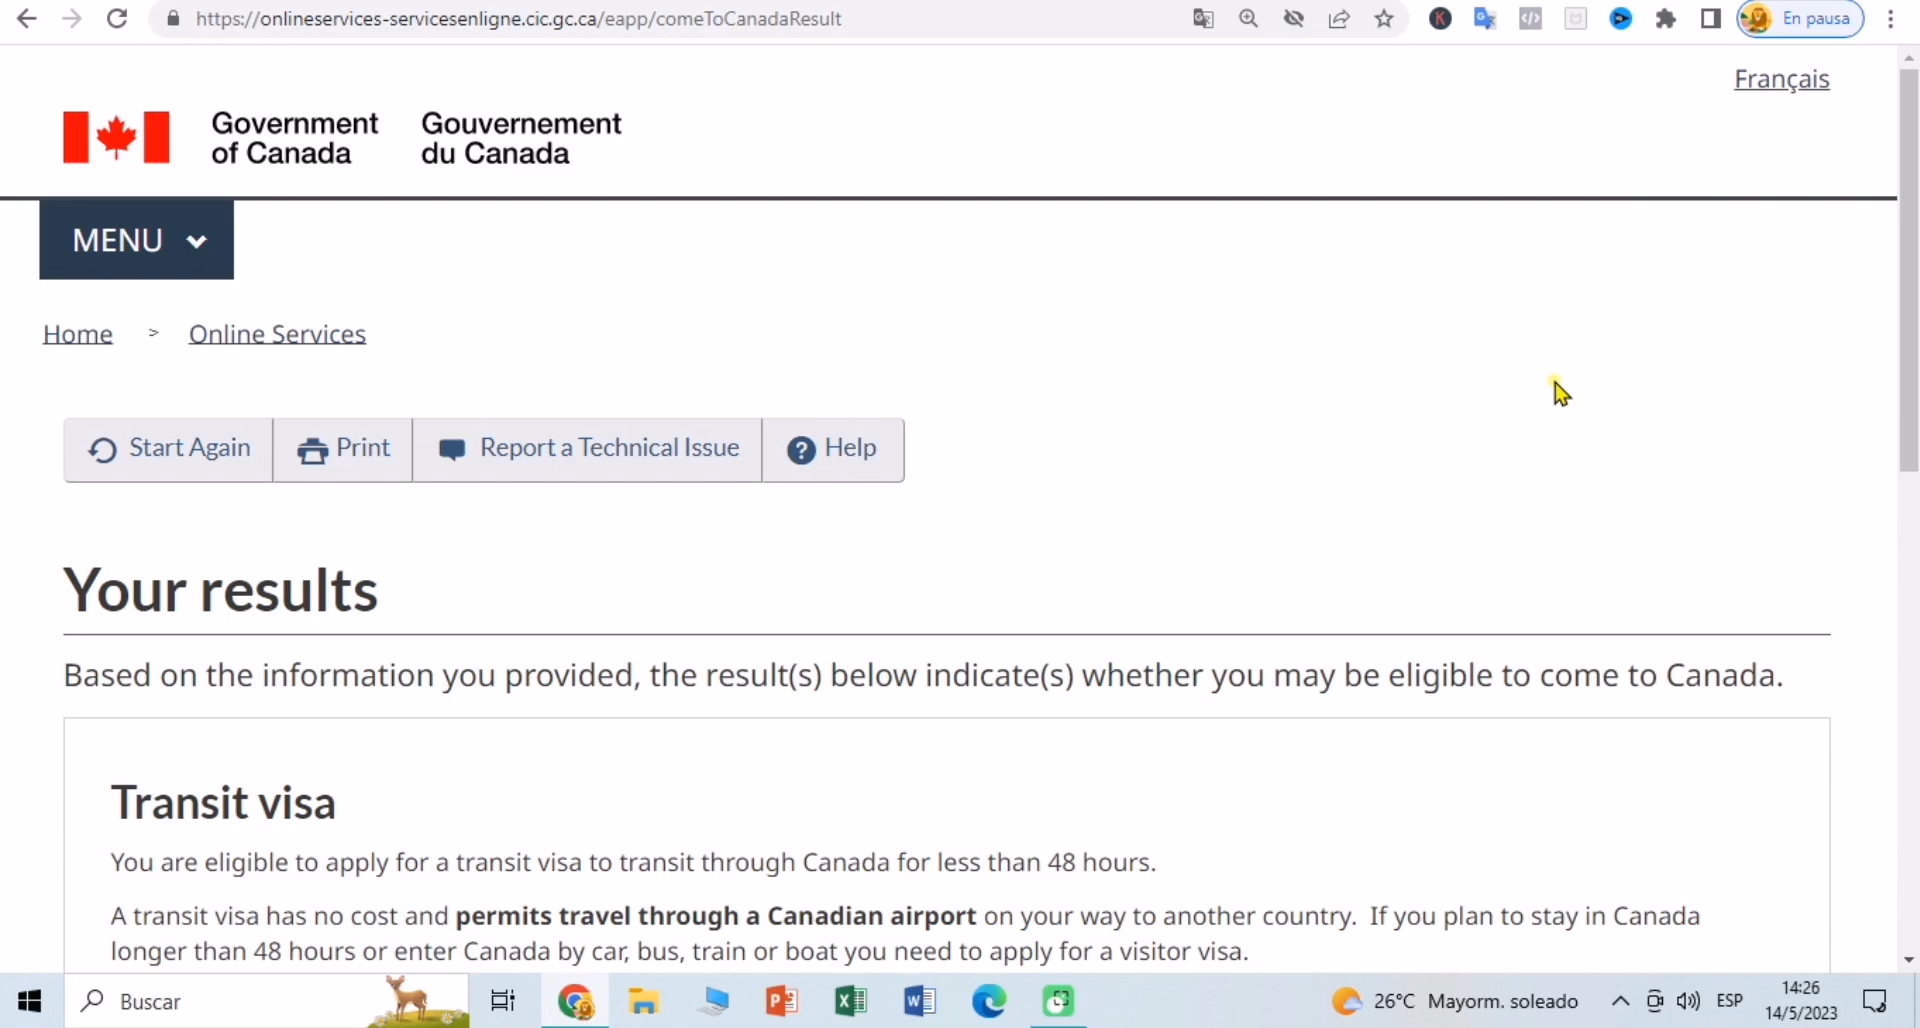 https://onlineservices-servicesenligne.cic.gc.ca/eapp/comeToCanadaResult
En pausa
Français
Government of Canada
Gouvernement du Canada
MENU
Home > Online Services
Start Again
Print
Report a Technical Issue
Help
Your results
Based on the information you provided, the result(s) below indicate(s) whether you may be eligible to come to Canada.
Transit visa
You are eligible to apply for a transit visa to transit through Canada for less than 48 hours.
A transit visa has no cost and permits travel through a Canadian airport on your way to another country. If you plan to stay in Canada
longer than 48 hours or enter Canada by car, bus, train or boat you need to apply for a visitor visa.
Buscar
26°C Mayorm. soleado
ESP
14:26
14/5/2023